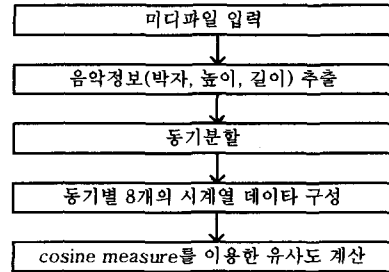 미디파일 입력
음악정보(박자, 높이, 길이) 추출
동기분할
동기별 8개의 시계열 데이타 구성
cosine measure를 이용한 유사도 계산